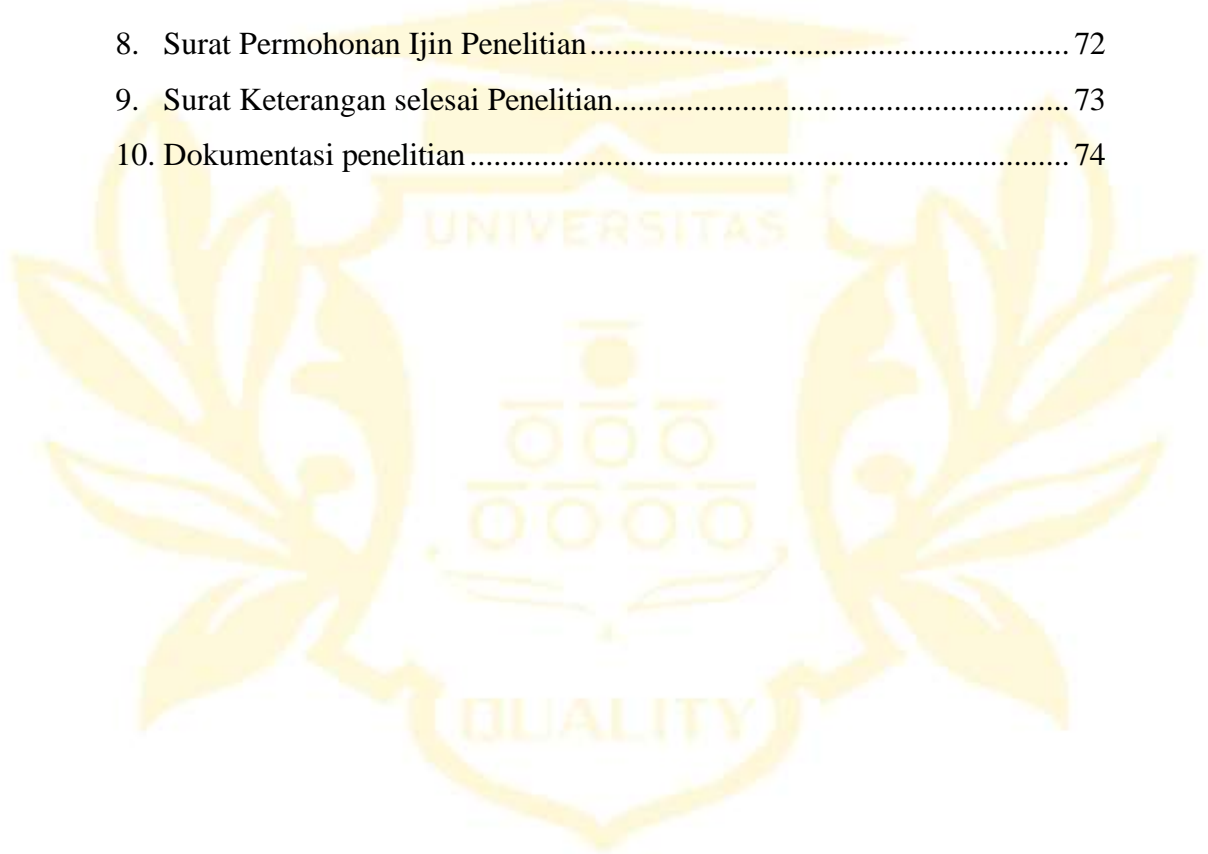 8. Surat Permohonan Ijin Penelitian.................................................................. 72
9. Surat Keterangan selesai Penelitian............................................................... 73
10. Dokumentasi penelitian ................................................................................. 74
UNIVERSITAS
QUALITY